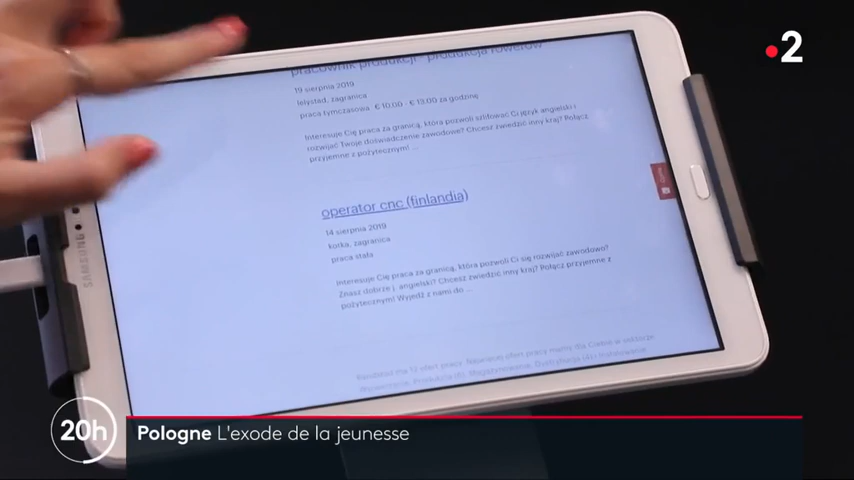 2
pracownik produkcji - produkcja rowerów
19 sierpnia 2019
lelystad, zagranica
praca tymczasowa € 10,00 - € 13,00 za godzinę
Interesuje Cię praca za granicą, która pozwoli szlifować Ci język angielski i
rozwijać Twoje doświadczenie zawodowe? Chcesz zwiedzić inny kraj? Połącz
przyjemne z pożytecznym! ...
operator cnc (finlandia)
14 sierpnia 2019
kotka, zagranica
praca stała
Interesuje Cię praca za granicą, która pozwoli Ci się rozwijać zawodowo?
Znasz dobrze j. angielski? Chcesz zwiedzić inny kraj? Połącz przyjemne z
pożytecznym! Wyjedź z nami do ...
SAMSUNG
20h
Pologne L'exode de la jeunesse